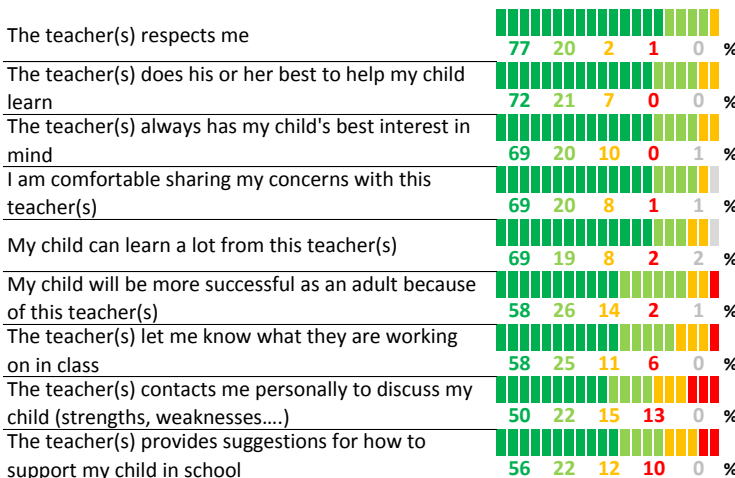 The teacher(s) respects me
77 20 2 1 0 %
The teacher(s) does his or her best to help my child
learn
72 21 7 0 0 %
The teacher(s) always has my child's best interest in
mind
69 20 10 0 1 %
I am comfortable sharing my concerns with this
teacher(s)
69 20 8 1 1 %
My child can learn a lot from this teacher(s)
69 19 8 2 2 %
My child will be more successful as an adult because
of this teacher(s)
58 26 14 2 1 %
The teacher(s) let me know what they are working
on in class
58 25 11 6 0 %
The teacher(s) contacts me personally to discuss my
child (strengths, weaknesses....)
50 22 15 13 0 %
The teacher(s) provides suggestions for how to
support my child in school
56 22 12 10 0 %